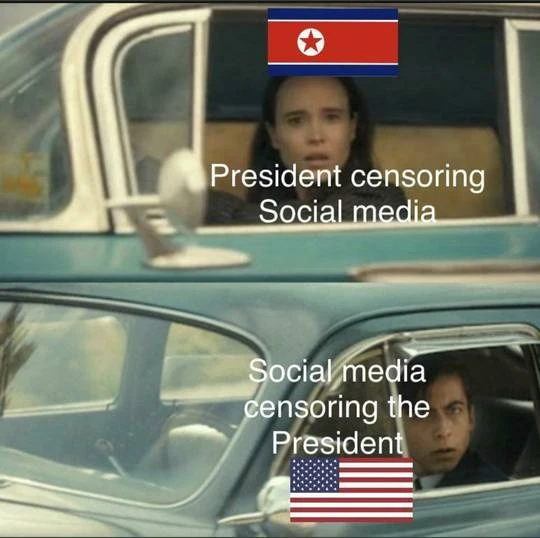 President censoring
Social media
Social media
censoring the
President